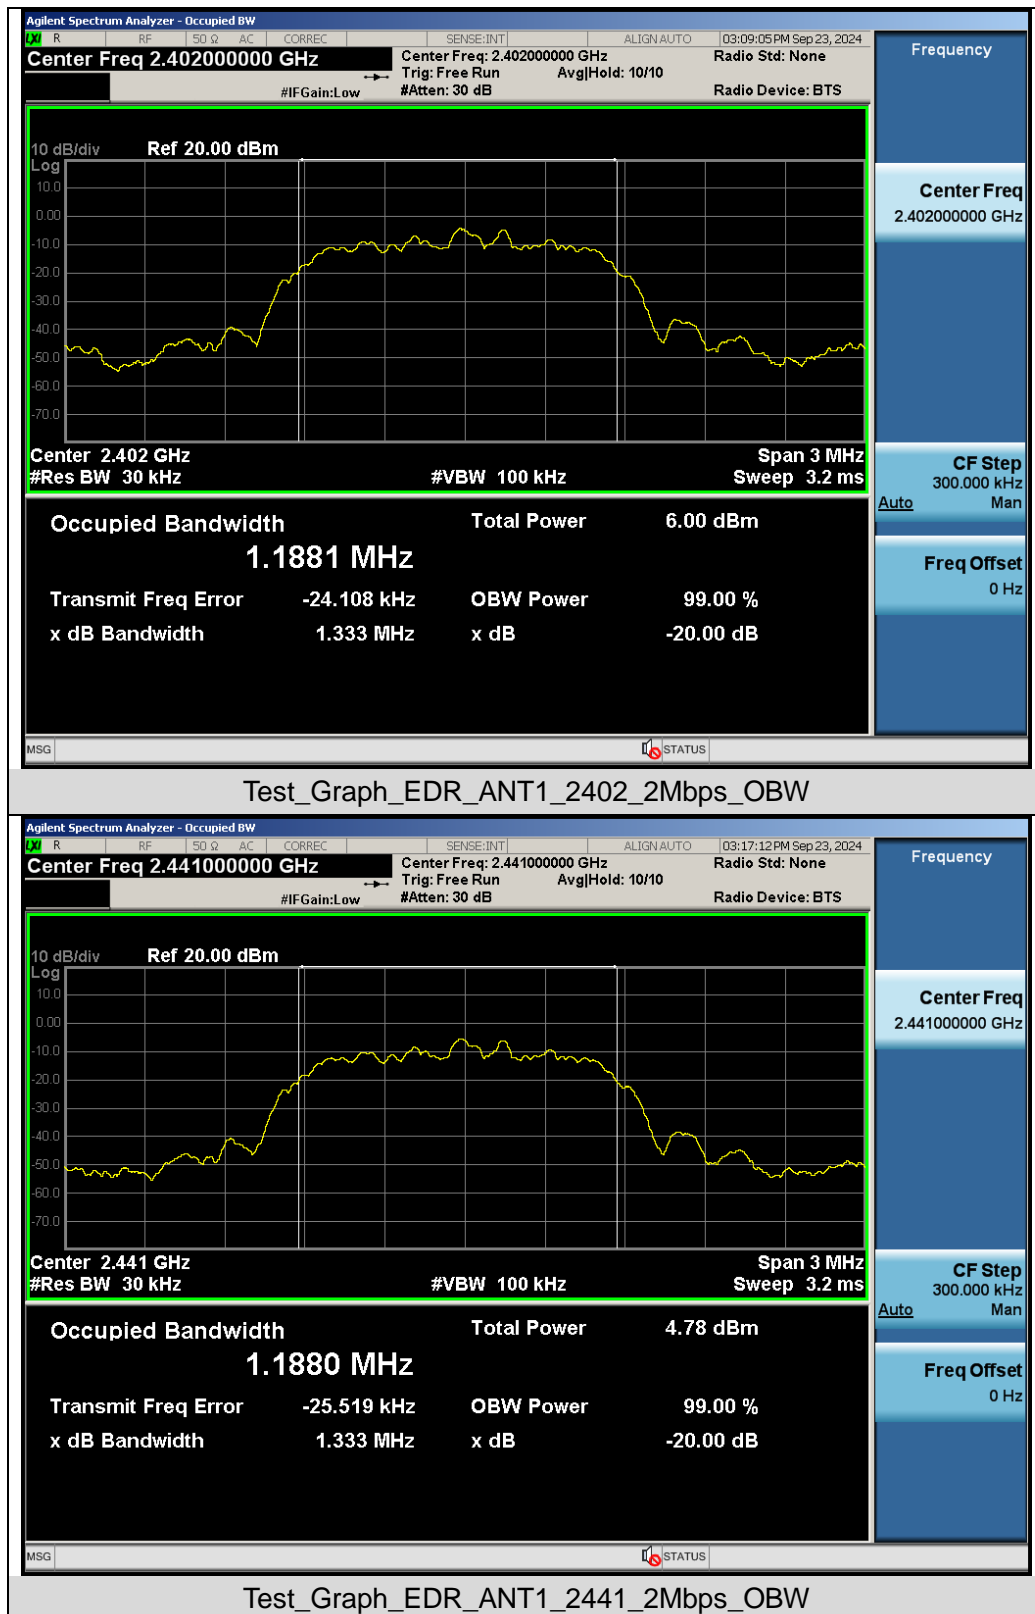 Agilent Spectrum Analyzer - Occupied BW
LXI R RF 50 Ω AC CORREC SENSE:INT ALIGN AUTO 03:09:05 PM Sep 23, 2024
Center Freq 2.402000000 GHz
Center Freq: 2.402000000 GHz
Radio Std: None
Trig: Free Run Avg|Hold: 10/10
#IFGain:Low
#Atten: 30 dB
Radio Device: BTS
Frequency
10 dB/div Ref 20.00 dBm
Log
10.0
0.00
-10.0
-20.0
-30.0
-40.0
-50.0
-60.0
-70.0
Center 2.402 GHz Span 3 MHz
#Res BW 30 kHz #VBW 100 kHz Sweep 3.2 ms
Center Freq
2.402000000 GHz
CF Step
300.000 kHz
Auto Man
Freq Offset
0 Hz
Occupied Bandwidth Total Power 6.00 dBm
1.1881 MHz
Transmit Freq Error -24.108 kHz OBW Power 99.00 %
x dB Bandwidth 1.333 MHz x dB -20.00 dB
MSG STATUS
Test_Graph_EDR_ANT1_2402_2Mbps_OBW
Agilent Spectrum Analyzer - Occupied BW
LXI R RF 50 Ω AC CORREC SENSE:INT ALIGN AUTO 03:17:12 PM Sep 23, 2024
Center Freq 2.441000000 GHz
Center Freq: 2.441000000 GHz
Radio Std: None
Trig: Free Run Avg|Hold: 10/10
#IFGain:Low
#Atten: 30 dB
Radio Device: BTS
Frequency
10 dB/div Ref 20.00 dBm
Log
10.0
0.00
-10.0
-20.0
-30.0
-40.0
-50.0
-60.0
-70.0
Center 2.441 GHz Span 3 MHz
#Res BW 30 kHz #VBW 100 kHz Sweep 3.2 ms
Center Freq
2.441000000 GHz
CF Step
300.000 kHz
Auto Man
Freq Offset
0 Hz
Occupied Bandwidth Total Power 4.78 dBm
1.1880 MHz
Transmit Freq Error -25.519 kHz OBW Power 99.00 %
x dB Bandwidth 1.333 MHz x dB -20.00 dB
MSG STATUS
Test_Graph_EDR_ANT1_2441_2Mbps_OBW